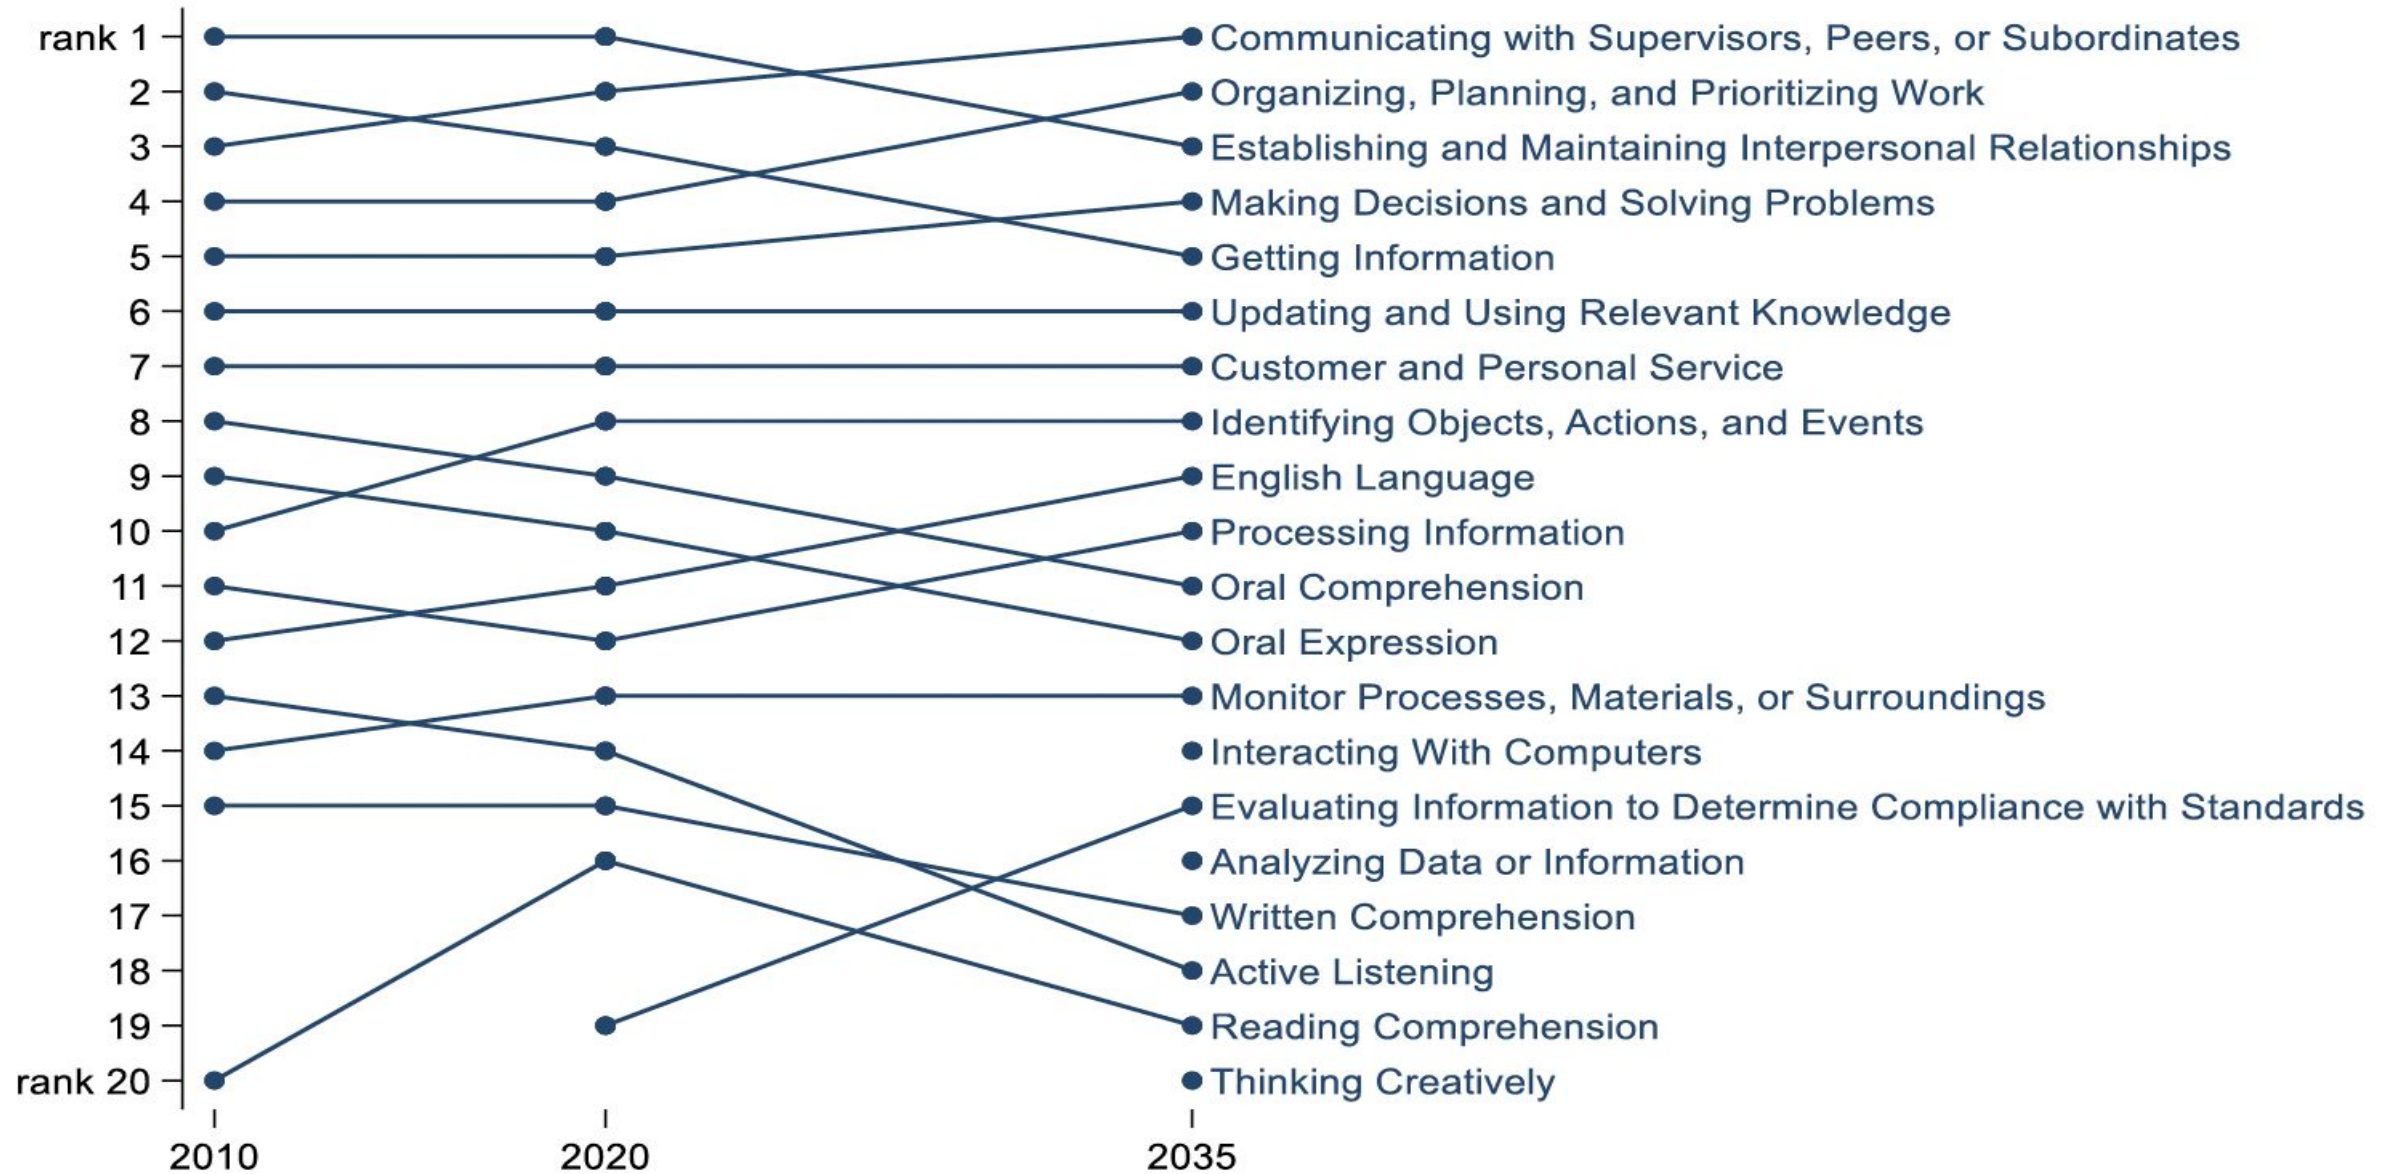 rank 1 Communicating with Supervisors, Peers, or Subordinates
2 Organizing, Planning, and Prioritizing Work
3 Establishing and Maintaining Interpersonal Relationships
4 Making Decisions and Solving Problems
5 Getting Information
6 Updating and Using Relevant Knowledge
7 Customer and Personal Service
8 Identifying Objects, Actions, and Events
9 English Language
10 Processing Information
11 Oral Comprehension
12 Oral Expression
13 Monitor Processes, Materials, or Surroundings
14 Interacting With Computers
15 Evaluating Information to Determine Compliance with Standards
16 Analyzing Data or Information
17 Written Comprehension
18 Active Listening
19 Reading Comprehension
rank 20 Thinking Creatively
2010 2020 2035